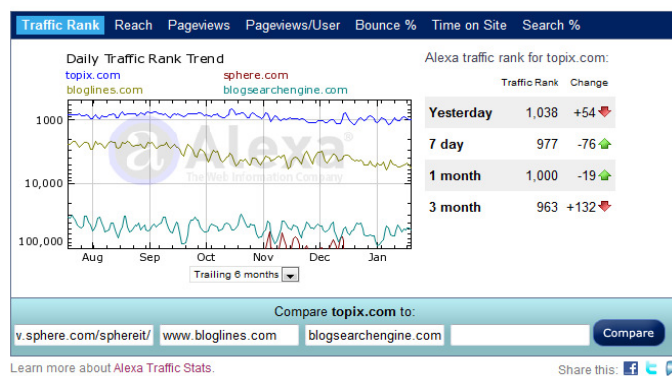 Traffic Rank Reach Pageviews Pageviews/User Bounce % Time on Site Search %
Daily Traffic Rank Trend
topix.com sphere.com
bloglines.com blogsearchengine.com
1000
10,000
100,000
Alexa®
The Web Information Company
Aug Sep Oct Nov Dec Jan
Trailing 6 months
Alexa traffic rank for topix.com:
Traffic Rank Change
Yesterday 1,038 +54
7 day 977 -76
1 month 1,000 -19
3 month 963 +132
Compare topix.com to:
v.sphere.com/sphereit/ www.bloglines.com blogsearchengine.com Compare
Learn more about Alexa Traffic Stats.
Share this: